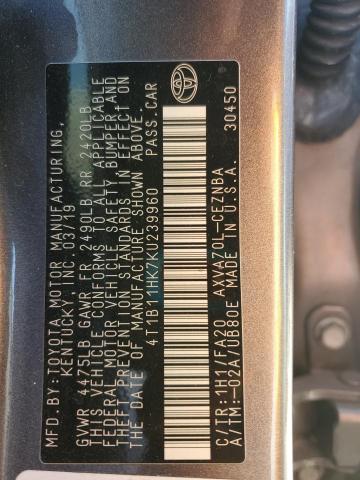 MFD.BY:TOYOTA MOTOR MANUFACTURING,
KENTUCKY INC.03/19
GVWR 4475LB GAWR FR 2490LB RR 2420LB
THIS VEHICLE CONFORMS TO ALL APPLICABLE
FEDERAL MOTOR VEHICLE SAFETY,BUMPER,AND
THEFT PREVENTION STANDARDS IN EFFECT ON
THE DATE OF MANUFACTURE SHOWN ABOVE.
4T1B11HK7KU239960 PASS.CAR
C/TR:1H1/FA20 AXVA70L-CEZNBA
A/TM:-02A/UB80E MADE IN U.S.A. 30450